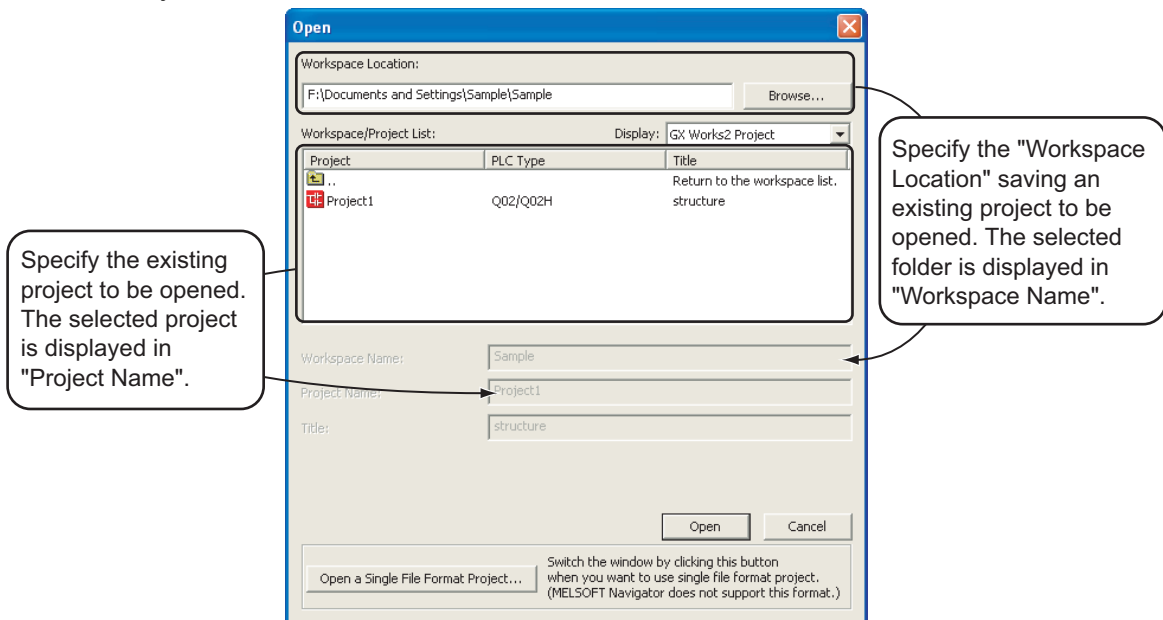 Open
Workspace Location:
F:\Documents and Settings\Sample\Sample
Browse...
Workspace/Project List:
Display: GX Works2 Project
Project PLC Type Title
.. Return to the workspace list.
Project1 Q02/Q02H structure
Specify the "Workspace
Location" saving an
existing project to be
opened. The selected
folder is displayed in
"Workspace Name".
Specify the existing
project to be opened.
The selected project
is displayed in
"Project Name".
Workspace Name: Sample
Project Name: Project1
Title: structure
Open Cancel
Open a Single File Format Project...
Switch the window by clicking this button
when you want to use single file format project.
(MELSOFT Navigator does not support this format.)